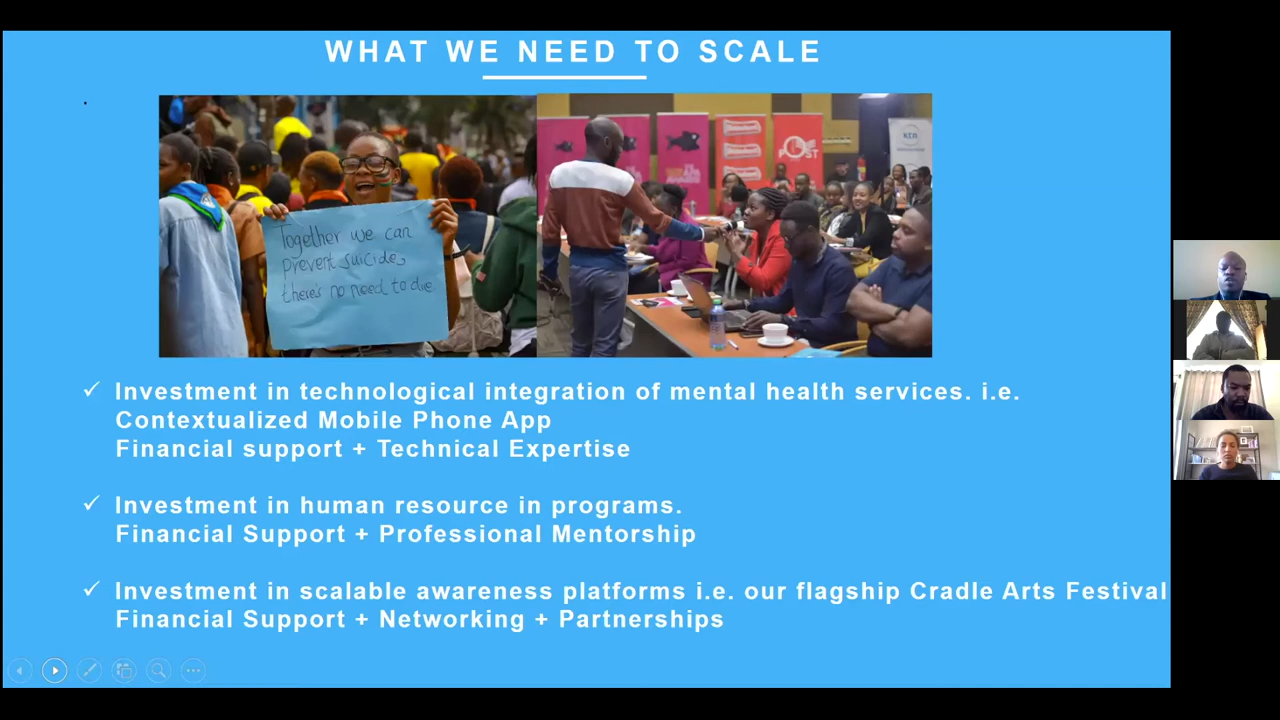 WHAT WE NEED TO SCALE
Together we can
prevent suicide
there's no need to die
POST
KCA
Investment in technological integration of mental health services. i.e.
Contextualized Mobile Phone App
Financial support + Technical Expertise
Investment in human resource in programs.
Financial Support + Professional Mentorship
Investment in scalable awareness platforms i.e. our flagship Cradle Arts Festival
Financial Support + Networking + Partnerships